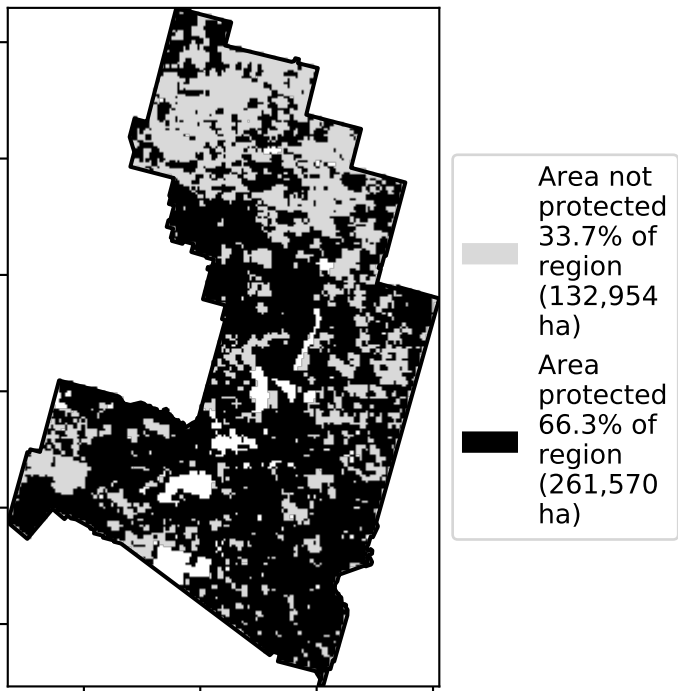 Area not
protected
33.7% of
region
(132,954
ha)
Area
protected
66.3% of
region
(261,570
ha)